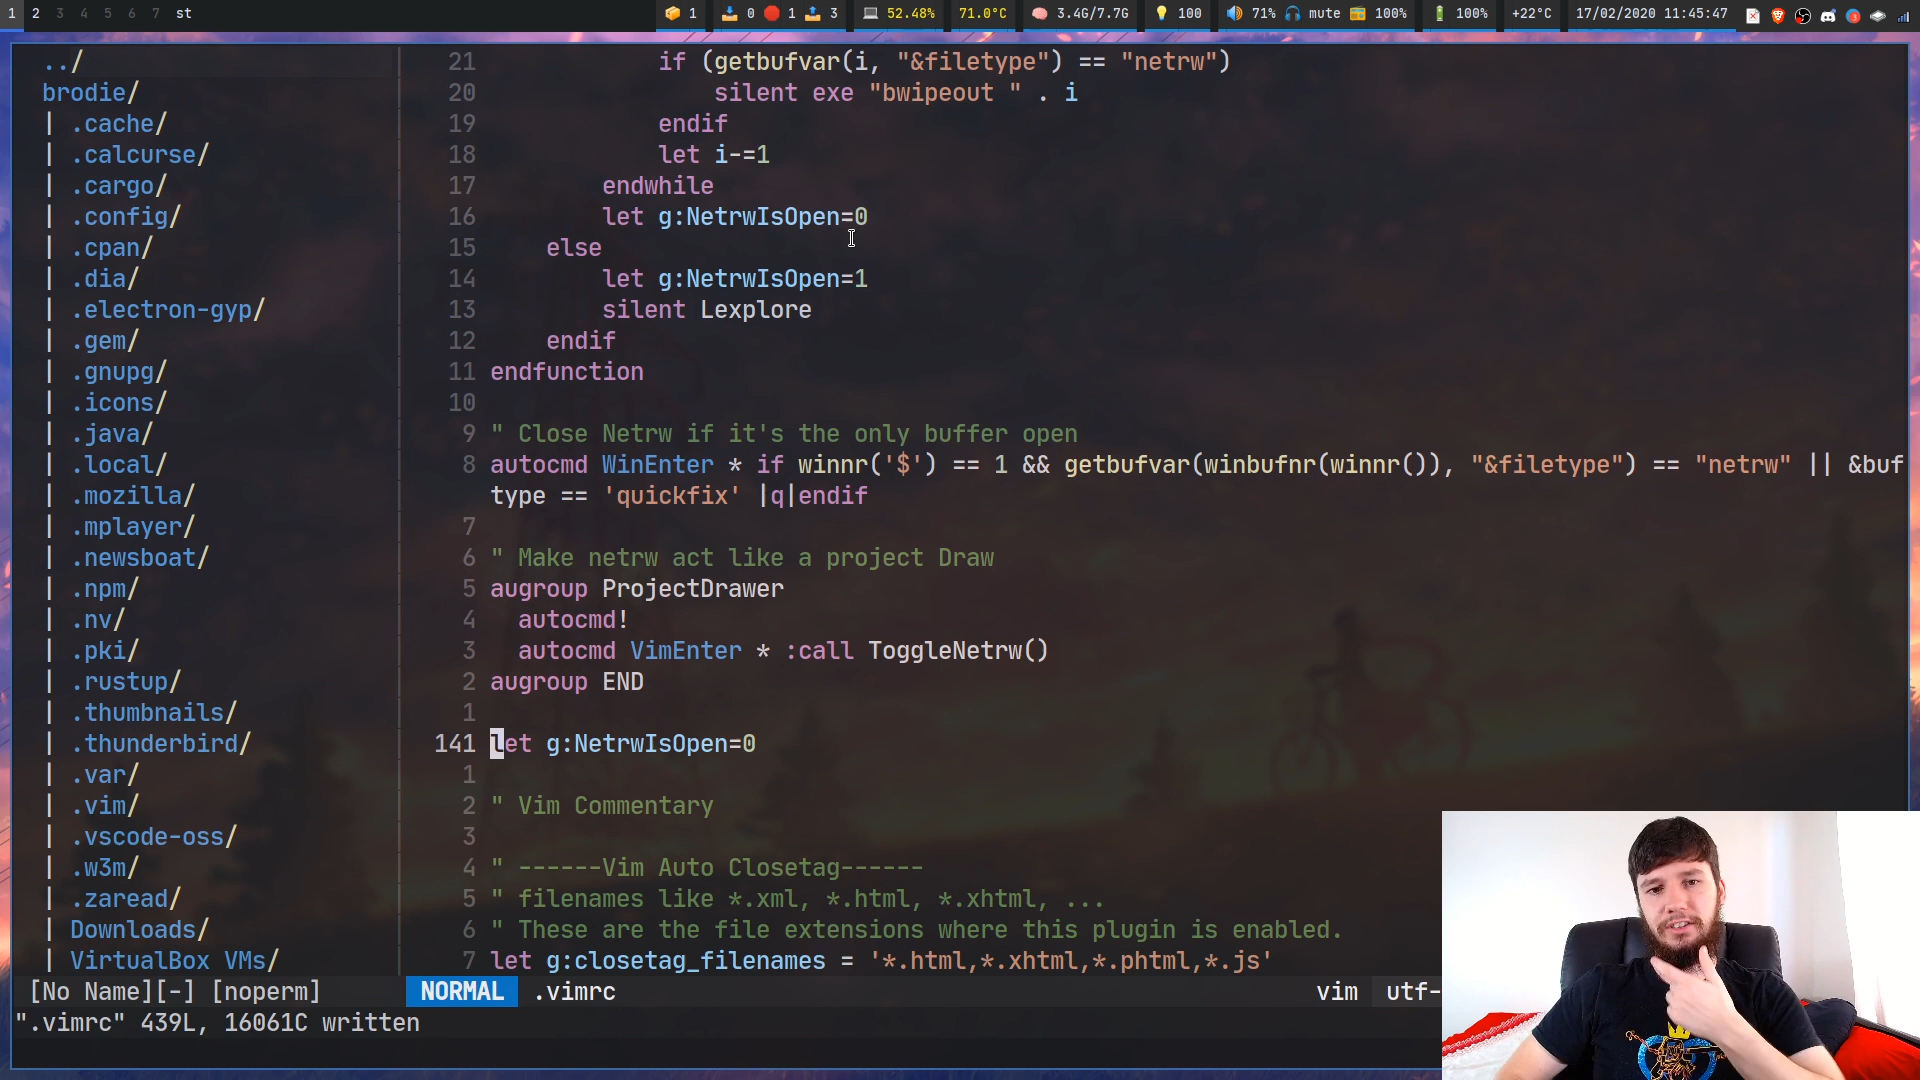 1 2 3 4 5 6 7 st
1 0 1 3 52.48% 71.0°C 3.4G/7.7G 100 71% mute 100% 100% +22°C 17/02/2020 11:45:47
../
brodie/
| .cache/
| .calcurse/
| .cargo/
| .config/
| .cpan/
| .dia/
| .electron-gyp/
| .gem/
| .gnupg/
| .icons/
| .java/
| .local/
| .mozilla/
| .mplayer/
| .newsboat/
| .npm/
| .nv/
| .pki/
| .rustup/
| .thumbnails/
| .thunderbird/
| .var/
| .vim/
| .vscode-oss/
| .w3m/
| .zaread/
| Downloads/
| VirtualBox VMs/
21 if (getbufvar(i, "&filetype") == "netrw")
20 silent exe "bwipeout " . i
19 endif
18 let i-=1
17 endwhile
16 let g:NetrwIsOpen=0
15 else
14 let g:NetrwIsOpen=1
13 silent Lexplore
12 endif
11 endfunction
10
9 " Close Netrw if it's the only buffer open
8 autocmd WinEnter * if winnr('$') == 1 && getbufvar(winbufnr(winnr()), "&filetype") == "netrw" || &buf
type == 'quickfix' |q|endif
7
6 " Make netrw act like a project Draw
5 augroup ProjectDrawer
4 autocmd!
3 autocmd VimEnter * :call ToggleNetrw()
2 augroup END
1
141 let g:NetrwIsOpen=0
1
2 " Vim Commentary
3
4 " ------Vim Auto Closetag------
5 " filenames like *.xml, *.html, *.xhtml, ...
6 " These are the file extensions where this plugin is enabled.
7 let g:closetag_filenames = '*.html,*.xhtml,*.phtml,*.js'
[No Name][-] [noperm] NORMAL .vimrc vim utf-
".vimrc" 439L, 16061C written